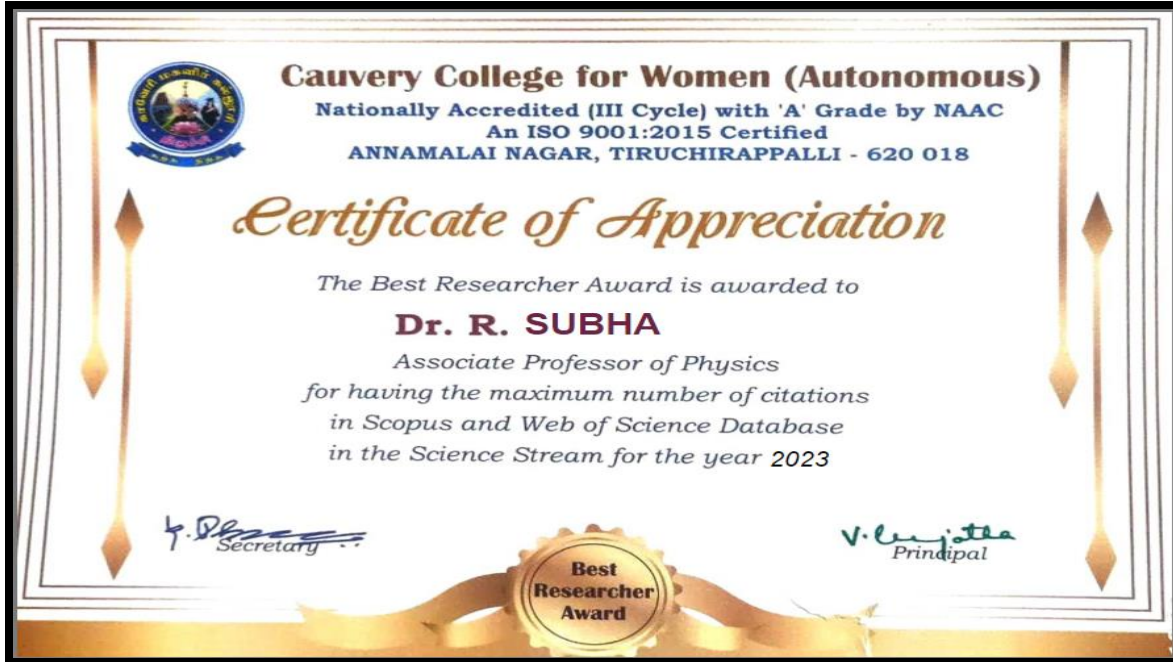 காவேரி மகளிர் கல்லூரி
திருச்சி
Cauvery College for Women (Autonomous)
Nationally Accredited (III Cycle) with 'A' Grade by NAAC
An ISO 9001:2015 Certified
ANNAMALAI NAGAR, TIRUCHIRAPPALLI - 620 018
Certificate of Appreciation
The Best Researcher Award is awarded to
Dr. R. SUBHA
Associate Professor of Physics
for having the maximum number of citations
in Scopus and Web of Science Database
in the Science Stream for the year 2023
Secretary
Principal
Best
Researcher
Award